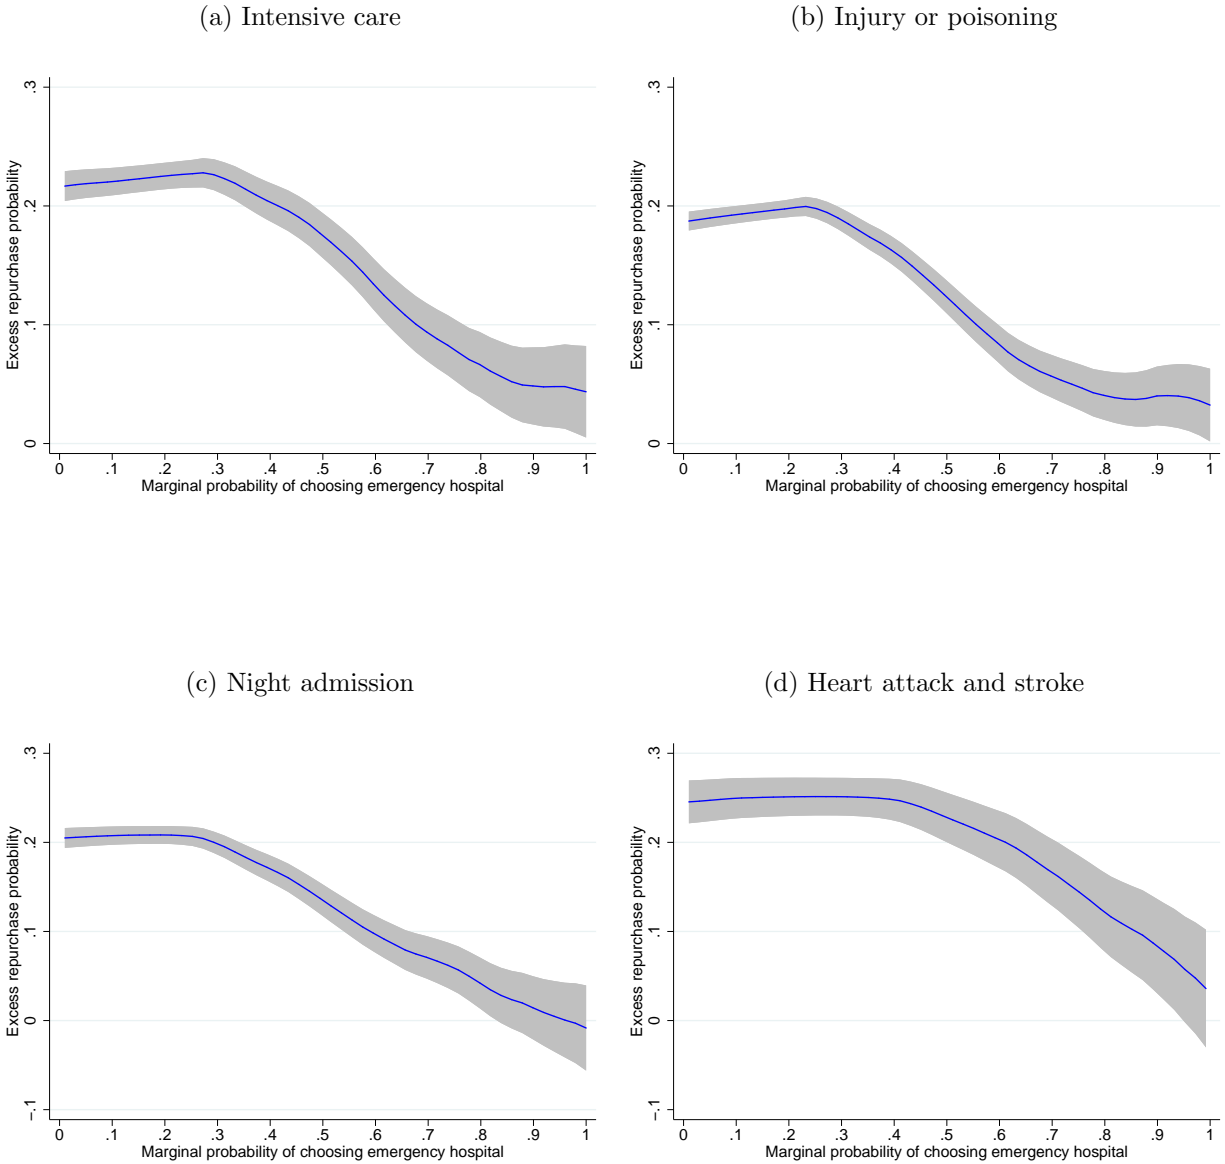 (a) Intensive care
.3
.2
.1
0
Excess repurchase probability
0 .1 .2 .3 .4 .5 .6 .7 .8 .9 1
Marginal probability of choosing emergency hospital
(b) Injury or poisoning
.3
.2
.1
0
Excess repurchase probability
0 .1 .2 .3 .4 .5 .6 .7 .8 .9 1
Marginal probability of choosing emergency hospital
(c) Night admission
.3
.2
.1
0
−.1
Excess repurchase probability
0 .1 .2 .3 .4 .5 .6 .7 .8 .9 1
Marginal probability of choosing emergency hospital
(d) Heart attack and stroke
.3
.2
.1
0
−.1
Excess repurchase probability
0 .1 .2 .3 .4 .5 .6 .7 .8 .9 1
Marginal probability of choosing emergency hospital